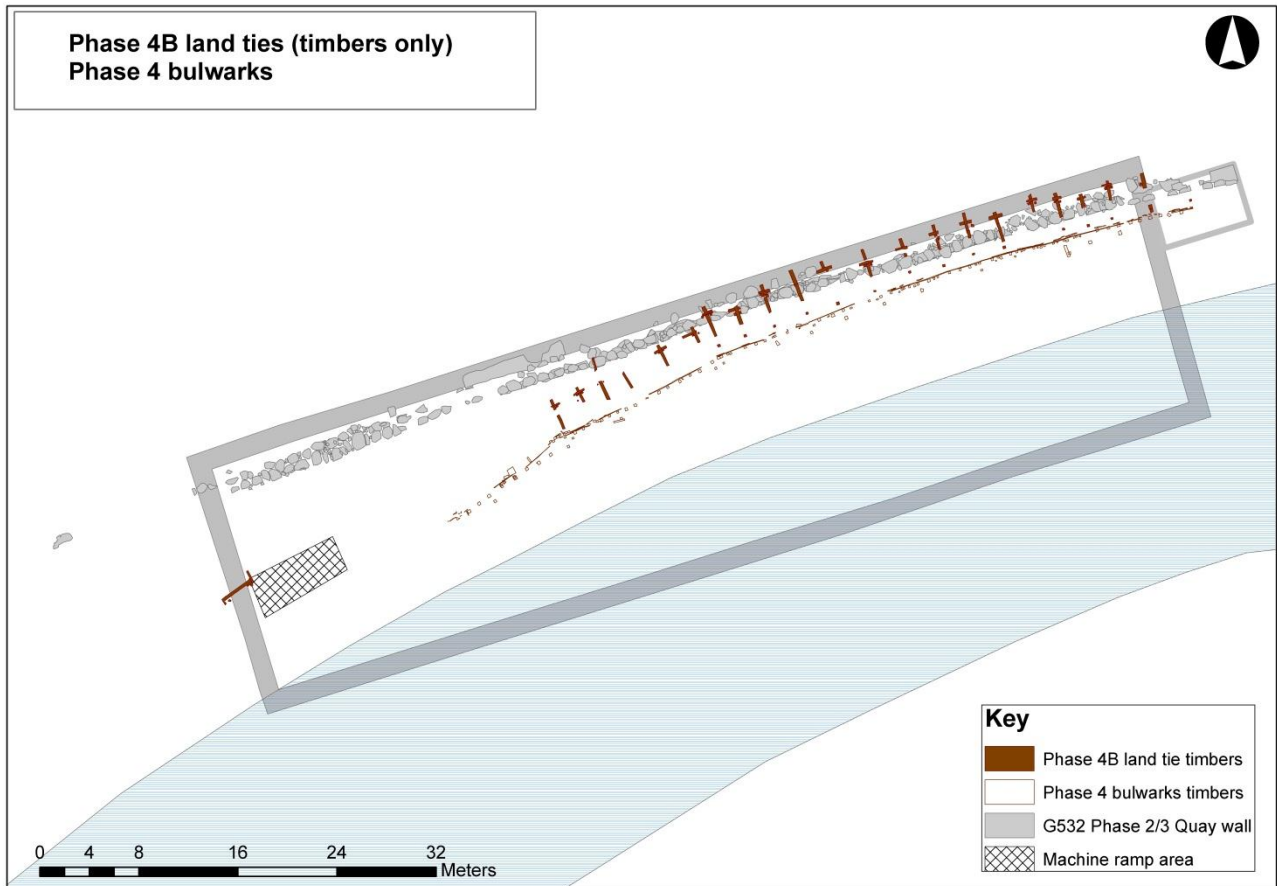 Phase 4B land ties (timbers only)
Phase 4 bulwarks
Key
Phase 4B land tie timbers
Phase 4 bulwarks timbers
G532 Phase 2/3 Quay wall
Machine ramp area
0 4 8 16 24 32
Meters